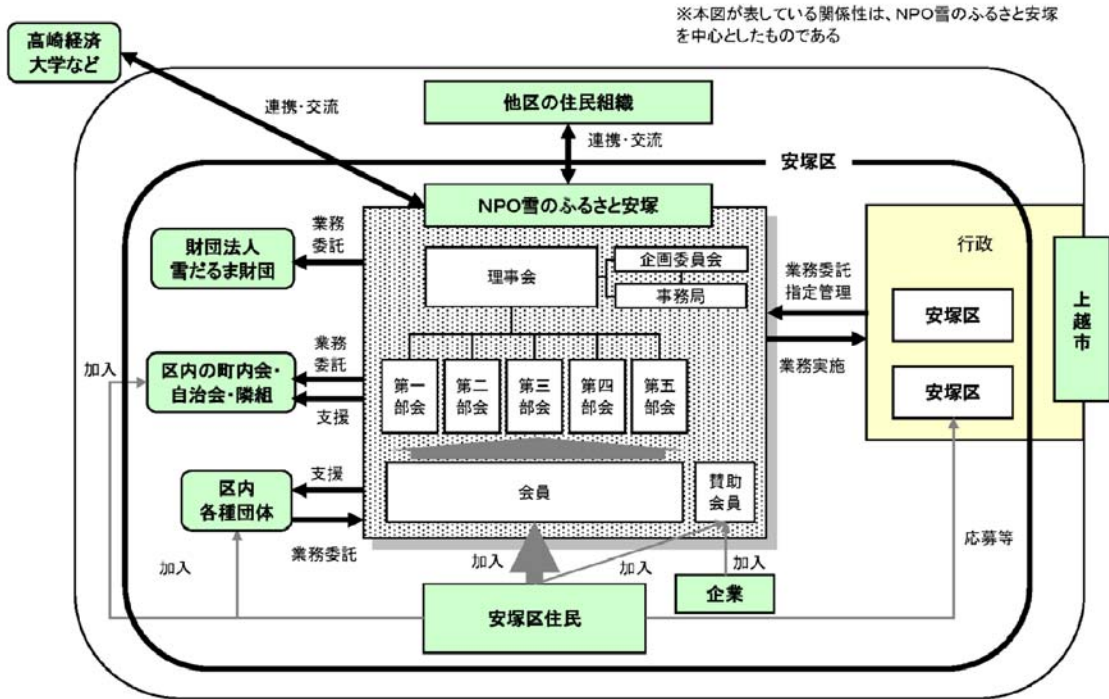 ※本図が表している関係性は、NPO雪のふるさと安塚
を中心としたものである
高崎経済
大学など
連携・交流
他区の住民組織
連携・交流
安塚区
NPO雪のふるさと安塚
業務
委託
財団法人
雪だるま財団
理事会
企画委員会
事務局
業務委託
指定管理
業務実施
行政
安塚区
安塚区
上越市
加入
区内の町内会・
自治会・隣組
業務
委託
支援
第一
部会
第二
部会
第三
部会
第四
部会
第五
部会
区内
各種団体
支援
業務委託
会員
賛助
会員
加入
加入
加入
加入
応募等
企業
安塚区住民